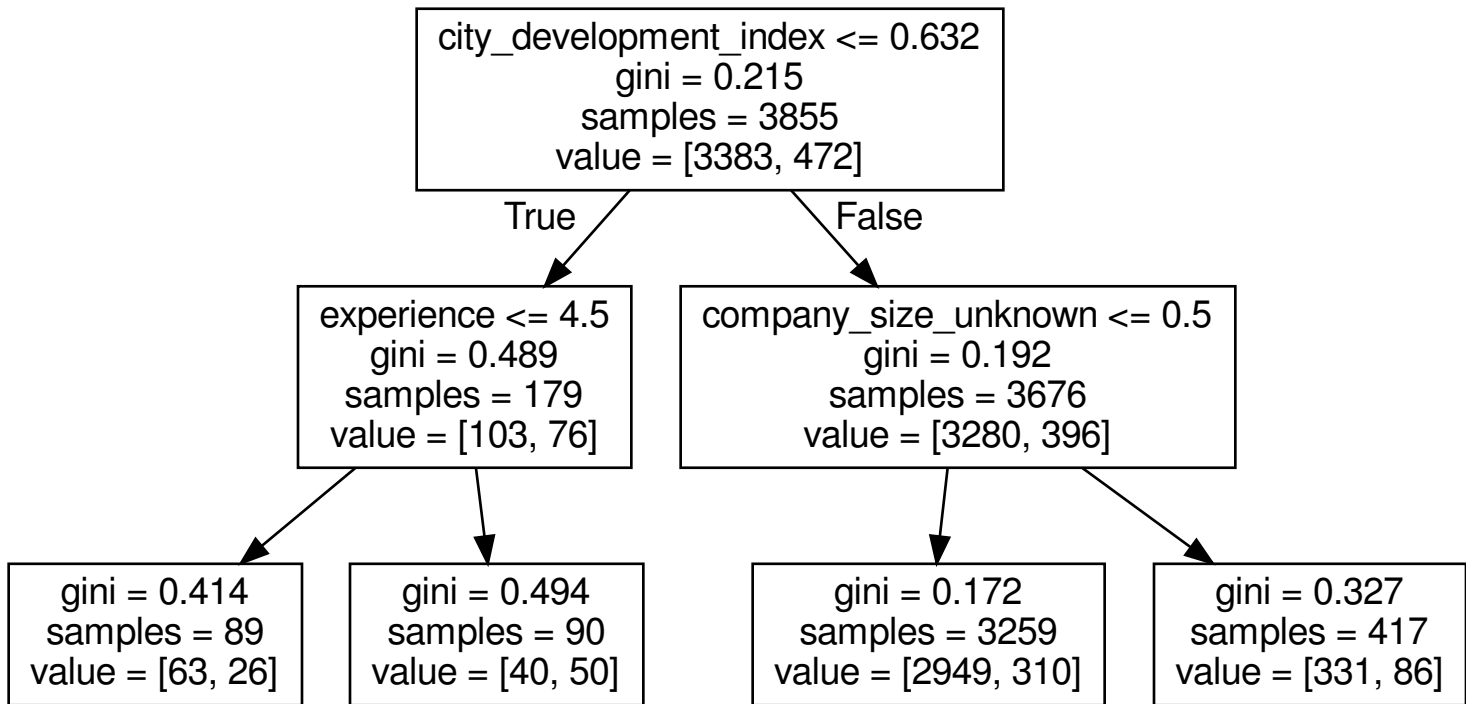 city_development_index <= 0.632
gini = 0.215
samples = 3855
value = [3383, 472]
True
False
experience <= 4.5
gini = 0.489
samples = 179
value = [103, 76]
company_size_unknown <= 0.5
gini = 0.192
samples = 3676
value = [3280, 396]
gini = 0.414
samples = 89
value = [63, 26]
gini = 0.494
samples = 90
value = [40, 50]
gini = 0.172
samples = 3259
value = [2949, 310]
gini = 0.327
samples = 417
value = [331, 86]